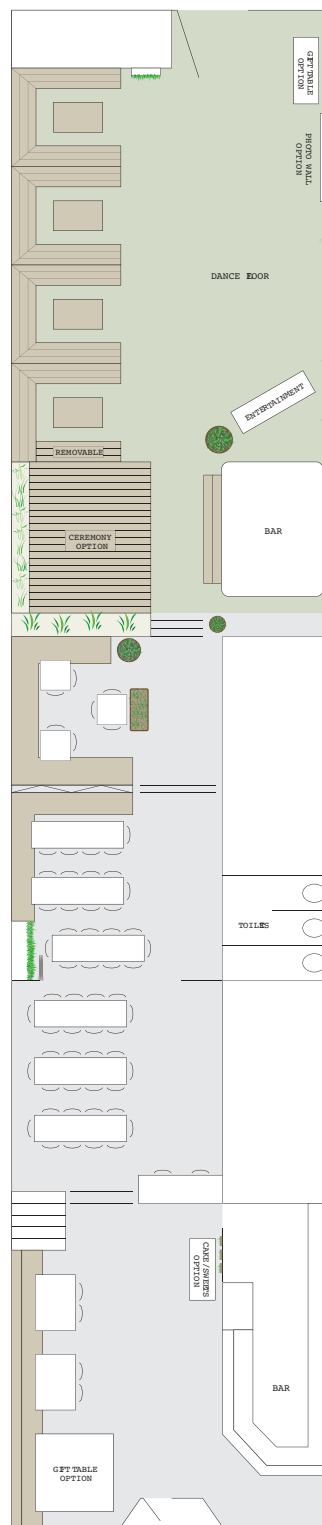 GIFT TABLE
OPTION
PHOTO WALL
OPTION
DANCE FLOOR
ENTERTAINMENT
REMOVABLE
BAR
CEREMONY
OPTION
TOILETS
CAKE/SWEETS
OPTION
BAR
GIFT TABLE
OPTION